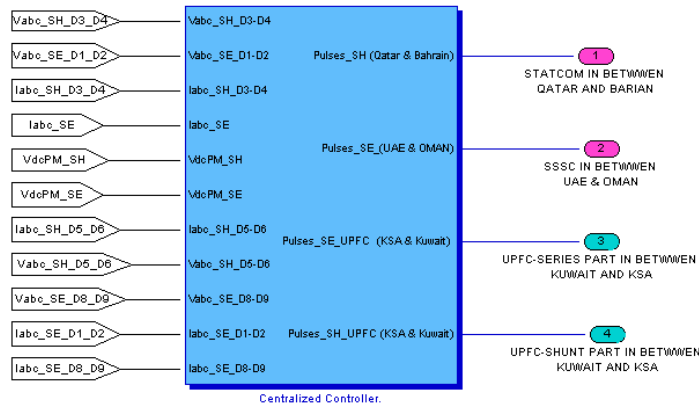 Vabc_SH_D3_D4
Vabc_SH_D3-D4
Vabc_SE_D1_D2
Vabc_SE_D1-D2
Pulses_SH (Qatar & Bahrain)
1
STATCOM IN BETWWEN
QATAR AND BARIAN
Iabc_SH_D3_D4
Iabc_SH_D3-D4
Iabc_SE
Iabc_SE
Pulses_SE_(UAE & OMAN)
2
SSSC IN BETWWEN
UAE & OMAN
VdcPM_SH
VdcPM_SH
VdcPM_SE
VdcPM_SE
Iabc_SH_D5_D6
Iabc_SH_D5-D6
Pulses_SE_UPFC (KSA & Kuwait)
3
UPFC-SERIES PART IN BETWWEN
KUWAIT AND KSA
Vabc_SH_D5_D6
Vabc_SH_D5-D6
Vabc_SE_D8_D9
Vabc_SE_D8-D9
Iabc_SE_D1_D2
Iabc_SE_D1-D2
Pulses_SH_UPFC (KSA & Kuwait)
4
UPFC-SHUNT PART IN BETWWEN
KUWAIT AND KSA
Iabc_SE_D8_D9
Iabc_SE_D8-D9
Centralized Controller.